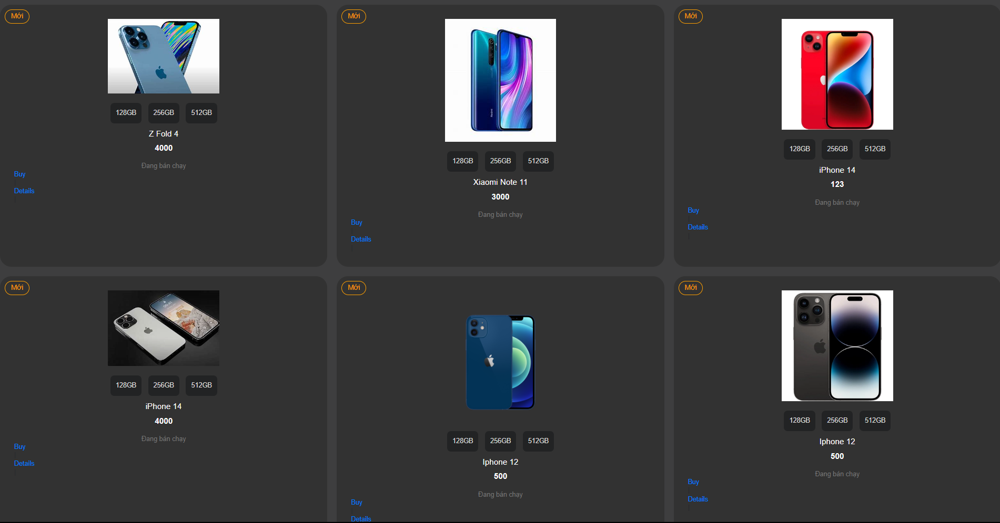 Mới
128GB 256GB 512GB
Z Fold 4
4000
Đang bán chạy
Buy
Details
Mới
Redmi
128GB 256GB 512GB
Xiaomi Note 11
3000
Đang bán chạy
Buy
Details
Mới
128GB 256GB 512GB
iPhone 14
123
Đang bán chạy
Buy
Details
Mới
09:41
128GB 256GB 512GB
iPhone 14
4000
Đang bán chạy
Buy
Details
Mới
128GB 256GB 512GB
Iphone 12
500
Đang bán chạy
Buy
Details
Mới
128GB 256GB 512GB
Iphone 12
500
Đang bán chạy
Buy
Details